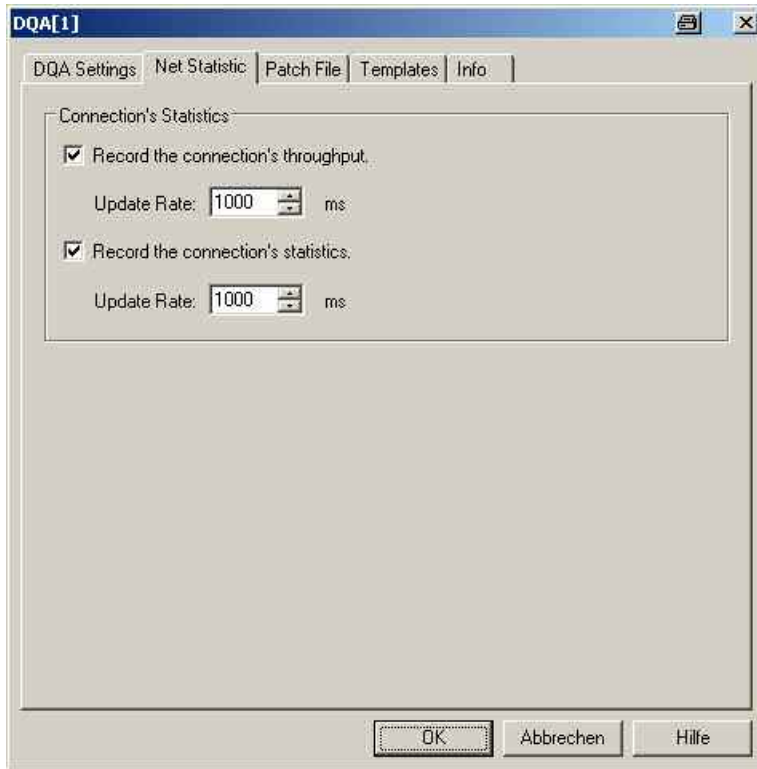 DQA[1]
DQA Settings Net Statistic Patch File Templates Info
Connection's Statistics
Record the connection's throughput.
Update Rate: 1000 ms
Record the connection's statistics.
Update Rate: 1000 ms
OK Abbrechen Hilfe